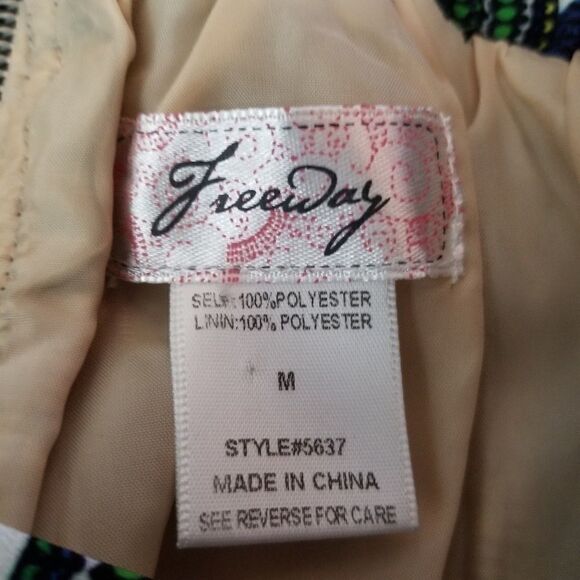 Freeway
SELF:100%POLYESTER
LININ:100% POLYESTER
M
STYLE#5637
MADE IN CHINA
SEE REVERSE FOR CARE